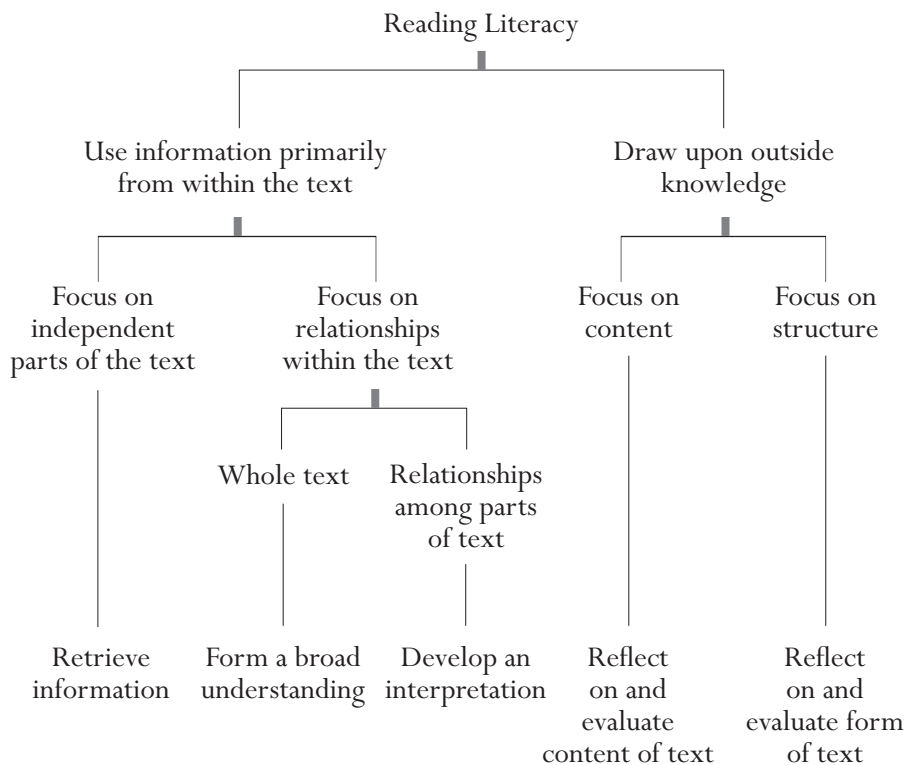 Reading Literacy
Use information primarily
from within the text
Draw upon outside
knowledge
Focus on
independent
parts of the text
Focus on
relationships
within the text
Focus on
content
Focus on
structure
Whole text
Relationships
among parts
of text
Retrieve
information
Form a broad
understanding
Develop an
interpretation
Reflect
on and
evaluate
content of text
Reflect
on and
evaluate form
of text